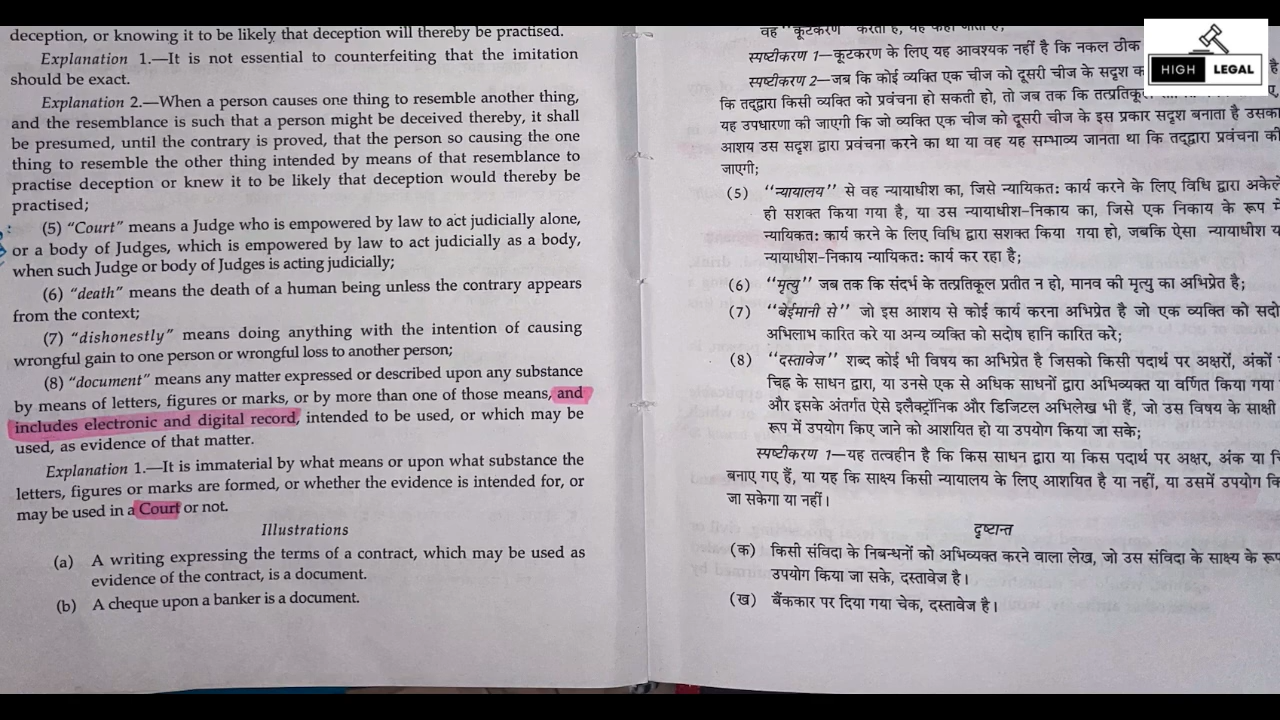 deception, or knowing it to be likely that deception will thereby be practised.
Explanation 1.—It is not essential to counterfeiting that the imitation
should be exact.
Explanation 2.—When a person causes one thing to resemble another thing,
and the resemblance is such that a person might be deceived thereby, it shall
be presumed, until the contrary is proved, that the person so causing the one
thing to resemble the other thing intended by means of that resemblance to
practise deception or knew it to be likely that deception would thereby be
practised;
(5) "Court" means a Judge who is empowered by law to act judicially alone,
or a body of Judges, which is empowered by law to act judicially as a body,
when such Judge or body of Judges is acting judicially;
(6) "death" means the death of a human being unless the contrary appears
from the context;
(7) "dishonestly" means doing anything with the intention of causing
wrongful gain to one person or wrongful loss to another person;
(8) "document" means any matter expressed or described upon any substance
by means of letters, figures or marks, or by more than one of those means, and
includes electronic and digital record, intended to be used, or which may be
used, as evidence of that matter.
Explanation 1.—It is immaterial by what means or upon what substance the
letters, figures or marks are formed, or whether the evidence is intended for, or
may be used in a Court or not.
Illustrations
(a) A writing expressing the terms of a contract, which may be used as
evidence of the contract, is a document.
(b) A cheque upon a banker is a document.
वह "कूटकरण" करता है, यह कहा जाता है;
स्पष्टीकरण 1—कूटकरण के लिए यह आवश्यक नहीं है कि नकल ठीक
स्पष्टीकरण 2—जब कि कोई व्यक्ति एक चीज को दूसरी चीज के सदृश
कि तद्द्वारा किसी व्यक्ति को प्रवंचना हो सकती हो, तो जब तक कि
यह उपधारणा की जाएगी कि जो व्यक्ति एक चीज को दूसरी चीज के इस प्रकार सदृश बनाता है उसका
आशय उस सदृश द्वारा प्रवंचना करने का था या वह यह सम्भाव्य जानता था कि तद्द्वारा प्रवंचना की
जाएगी;
(5) "न्यायालय" से वह न्यायाधीश का, जिसे न्यायिकतः कार्य करने के लिए विधि द्वारा अकेले
ही सशक्त किया गया है, या उस न्यायाधीश-निकाय का, जिसे एक निकाय के रूप में
न्यायिकतः कार्य करने के लिए विधि द्वारा सशक्त किया गया हो, जबकि ऐसा न्यायाधीश
न्यायाधीश-निकाय न्यायिकतः कार्य कर रहा है;
(6) "मृत्यु" जब तक कि संदर्भ के तत्प्रतिकूल प्रतीत न हो, मानव की मृत्यु का अभिप्रेत है;
(7) "बेईमानी से" जो इस आशय से कोई कार्य करना अभिप्रेत है जो एक व्यक्ति को
अभिलाभ कारित करे या अन्य व्यक्ति को सदोष हानि कारित करे;
(8) "दस्तावेज" शब्द कोई भी विषय का अभिप्रेत है जिसको किसी पदार्थ पर अक्षरों, अंकों
चिह्न के साधन द्वारा, या उनसे एक से अधिक साधनों द्वारा अभिव्यक्त या वर्णित किया गया
और इसके अंतर्गत ऐसे इलैक्ट्रॉनिक और डिजिटल अभिलेख भी हैं, जो उस विषय के साक्षी
रूप में उपयोग किए जाने को आशयित हो या उपयोग किया जा सके;
स्पष्टीकरण 1—यह तत्वहीन है कि किस साधन द्वारा या किस पदार्थ पर अक्षर, अंक या
बनाए गए हैं, या यह कि साक्ष्य किसी न्यायालय के लिए आशयित है या नहीं, या उसमें उपयोग
जा सकेगा या नहीं।
दृष्टान्त
(क) किसी संविदा के निबन्धनों को अभिव्यक्त करने वाला लेख, जो उस संविदा के साक्ष्य के
उपयोग किया जा सके, दस्तावेज है।
(ख) बैंककार पर दिया गया चेक, दस्तावेज है।
HIGH LEGAL